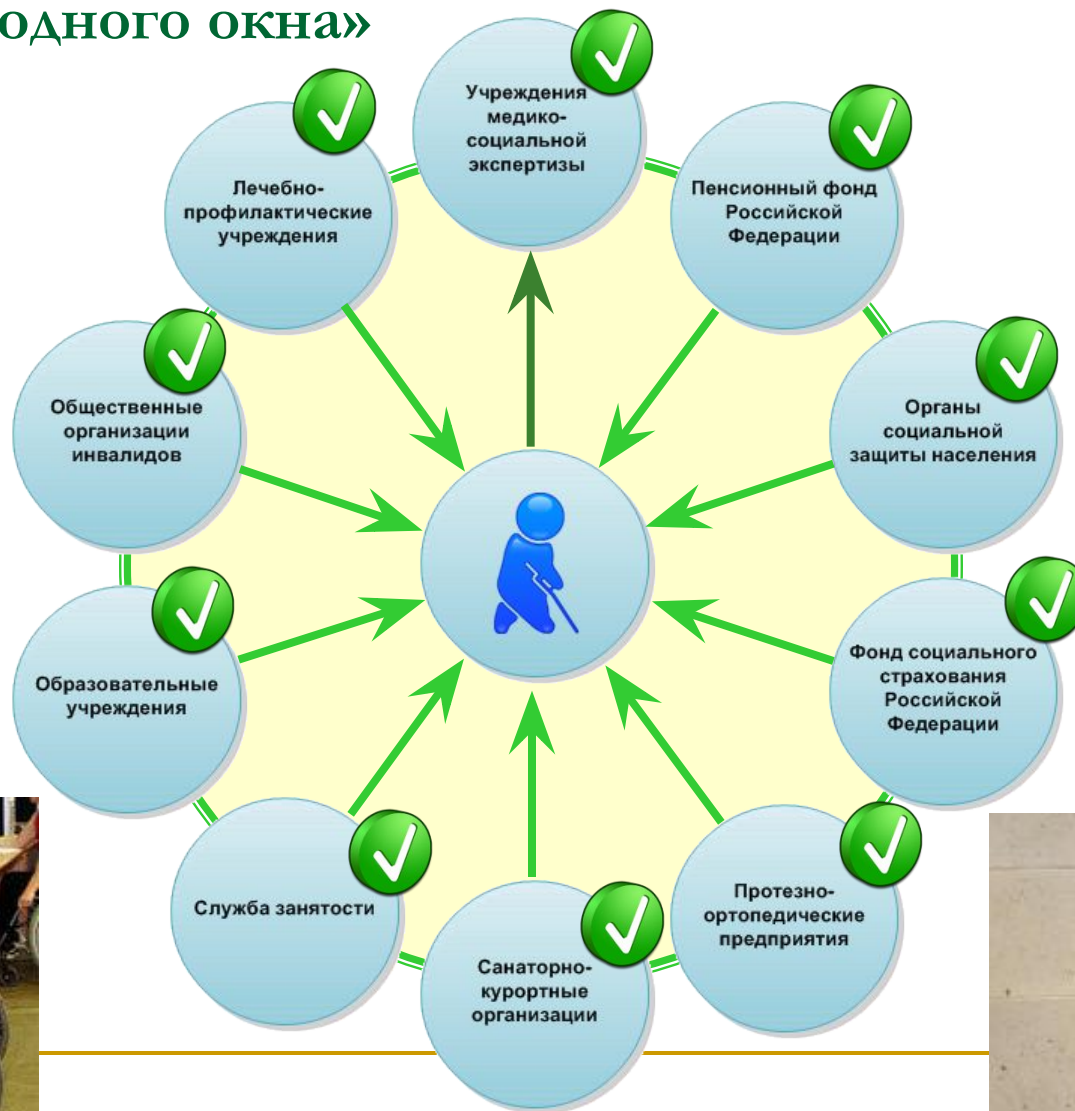 одного окна»
Учреждения
медико-
социальной
экспертизы
Пенсионный фонд
Российской
Федерации
Органы
социальной
защиты населения
Фонд социального
страхования
Российской
Федерации
Протезно-
ортопедические
предприятия
Санаторно-
курортные
организации
Служба занятости
Образовательные
учреждения
Общественные
организации
инвалидов
Лечебно-
профилактические
учреждения